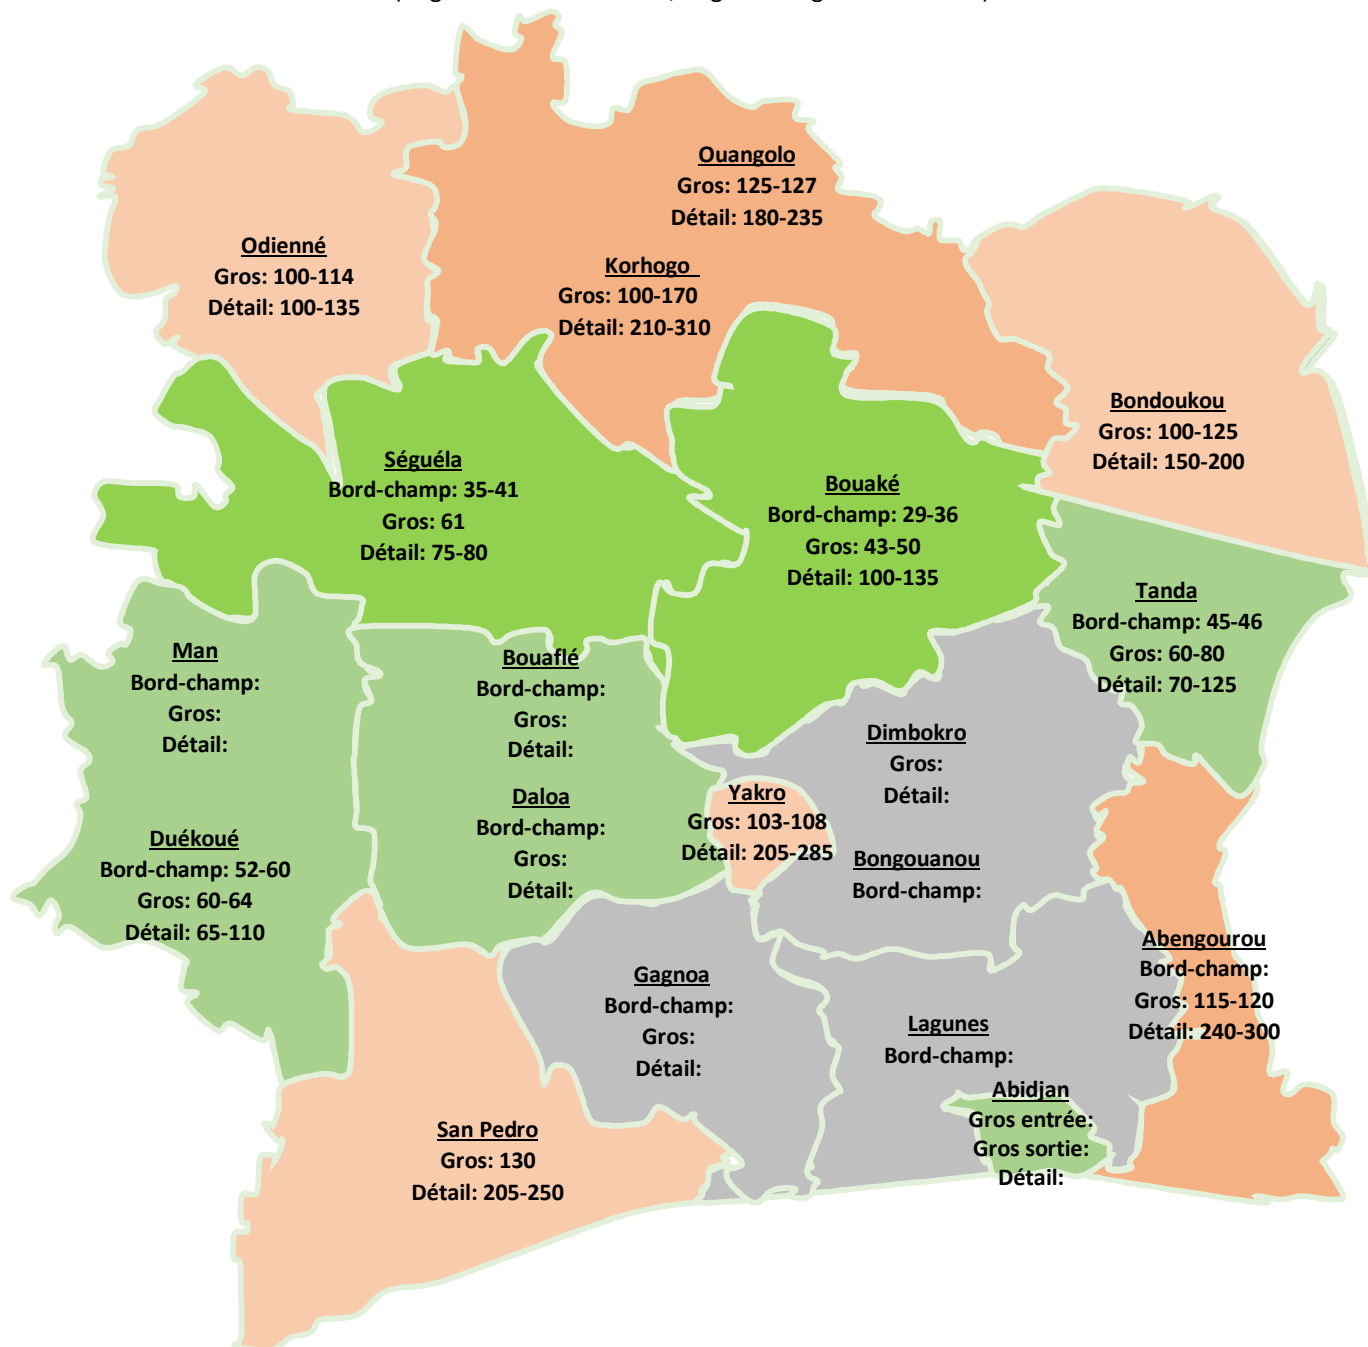 Ouangolo
Gros: 125-127
Détail: 180-235
Odienné
Gros: 100-114
Détail: 100-135
Korhogo
Gros: 100-170
Détail: 210-310
Bondoukou
Gros: 100-125
Détail: 150-200
Séguéla
Bord-champ: 35-41
Gros: 61
Détail: 75-80
Bouaké
Bord-champ: 29-36
Gros: 43-50
Détail: 100-135
Tanda
Bord-champ: 45-46
Gros: 60-80
Détail: 70-125
Man
Bord-champ:
Gros:
Détail:
Bouaflé
Bord-champ:
Gros:
Détail:
Dimbokro
Gros:
Détail:
Daloa
Bord-champ:
Gros:
Détail:
Yakro
Gros: 103-108
Détail: 205-285
Duékoué
Bord-champ: 52-60
Gros: 60-64
Détail: 65-110
Bongouanou
Bord-champ:
Abengourou
Bord-champ:
Gros: 115-120
Détail: 240-300
Gagnoa
Bord-champ:
Gros:
Détail:
Lagunes
Bord-champ:
Abidjan
Gros entrée:
Gros sortie:
Détail:
San Pedro
Gros: 130
Détail: 205-250